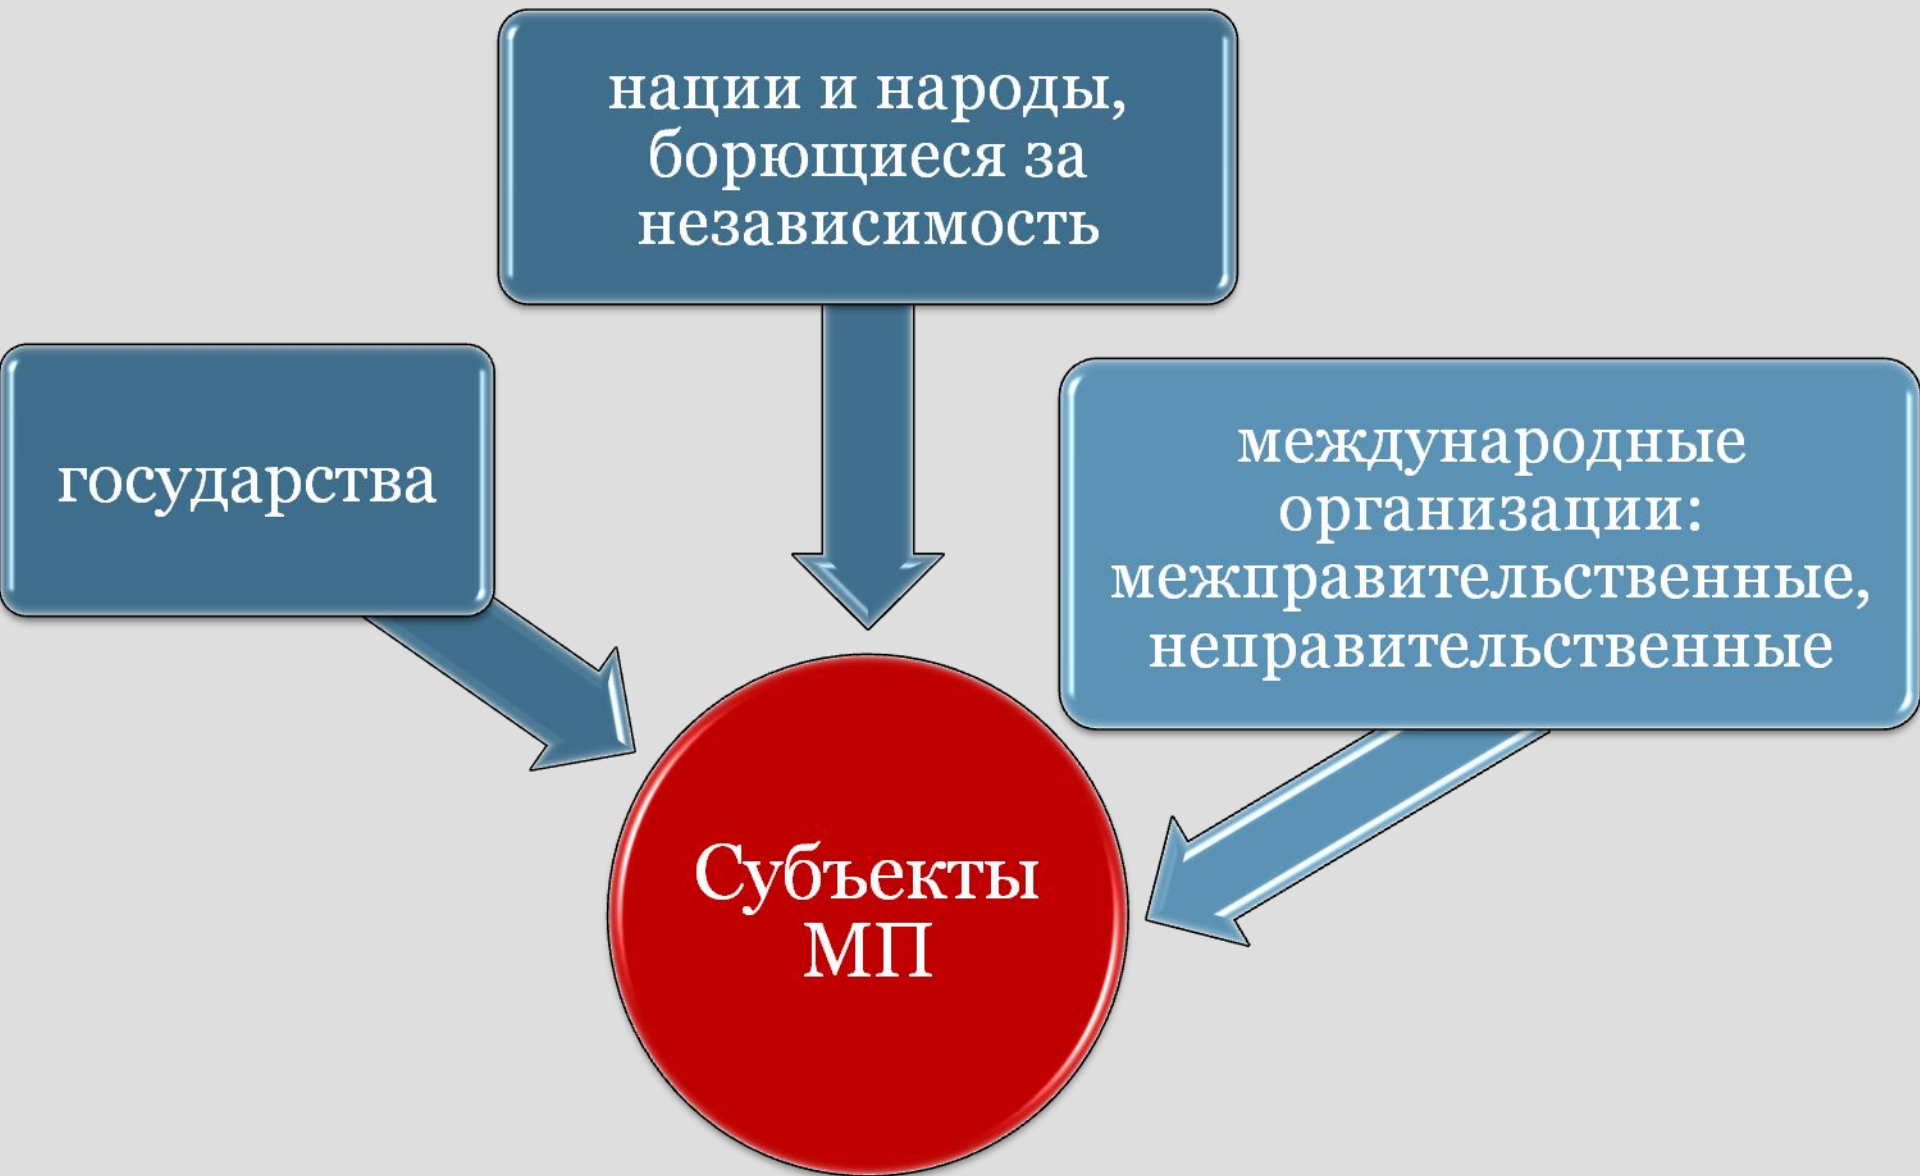 нации и народы,
борющиеся за
независимость
государства
международные
организации:
межправительственные,
неправительственные
Субъекты
МП